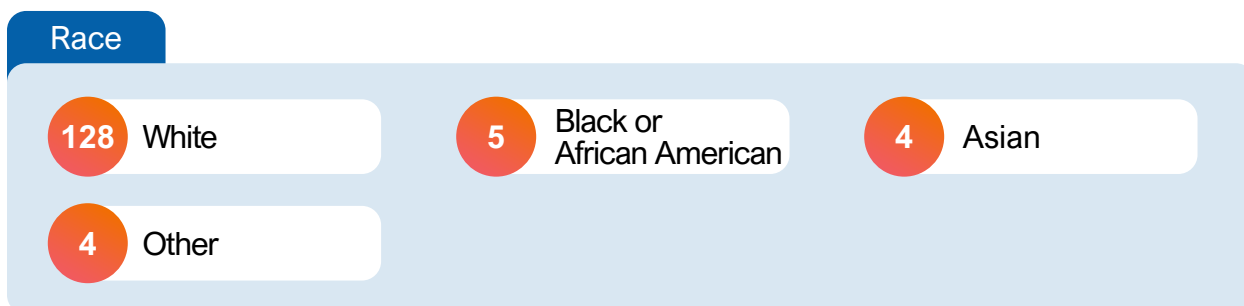 Race
128 White
5 Black or
African American
4 Asian
4 Other